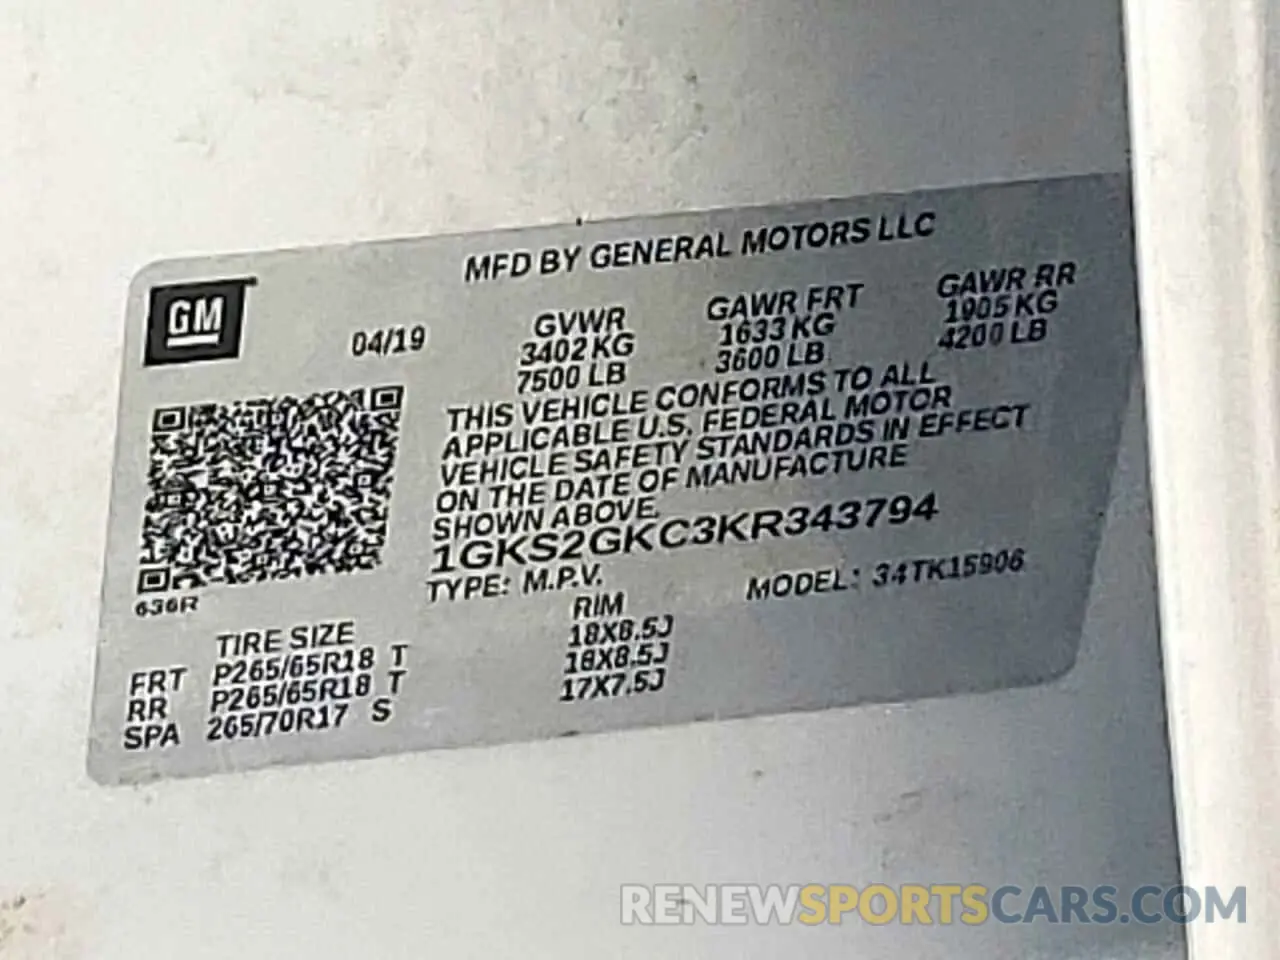 MFD BY GENERAL MOTORS LLC
GM
04/19
GVWR GAWR FRT GAWR RR
3402 KG 1633 KG 1905 KG
7500 LB 3600 LB 4200 LB
THIS VEHICLE CONFORMS TO ALL
APPLICABLE U.S. FEDERAL MOTOR
VEHICLE SAFETY STANDARDS IN EFFECT
ON THE DATE OF MANUFACTURE
SHOWN ABOVE.
1GKS2GKC3KR343794
TYPE: M.P.V. MODEL: 34TK15906
636R
TIRE SIZE RIM
FRT P265/65R18 T 18X8.5J
RR P265/65R18 T 18X8.5J
SPA 265/70R17 S 17X7.5J
RENEWSPORTSCARS.COM